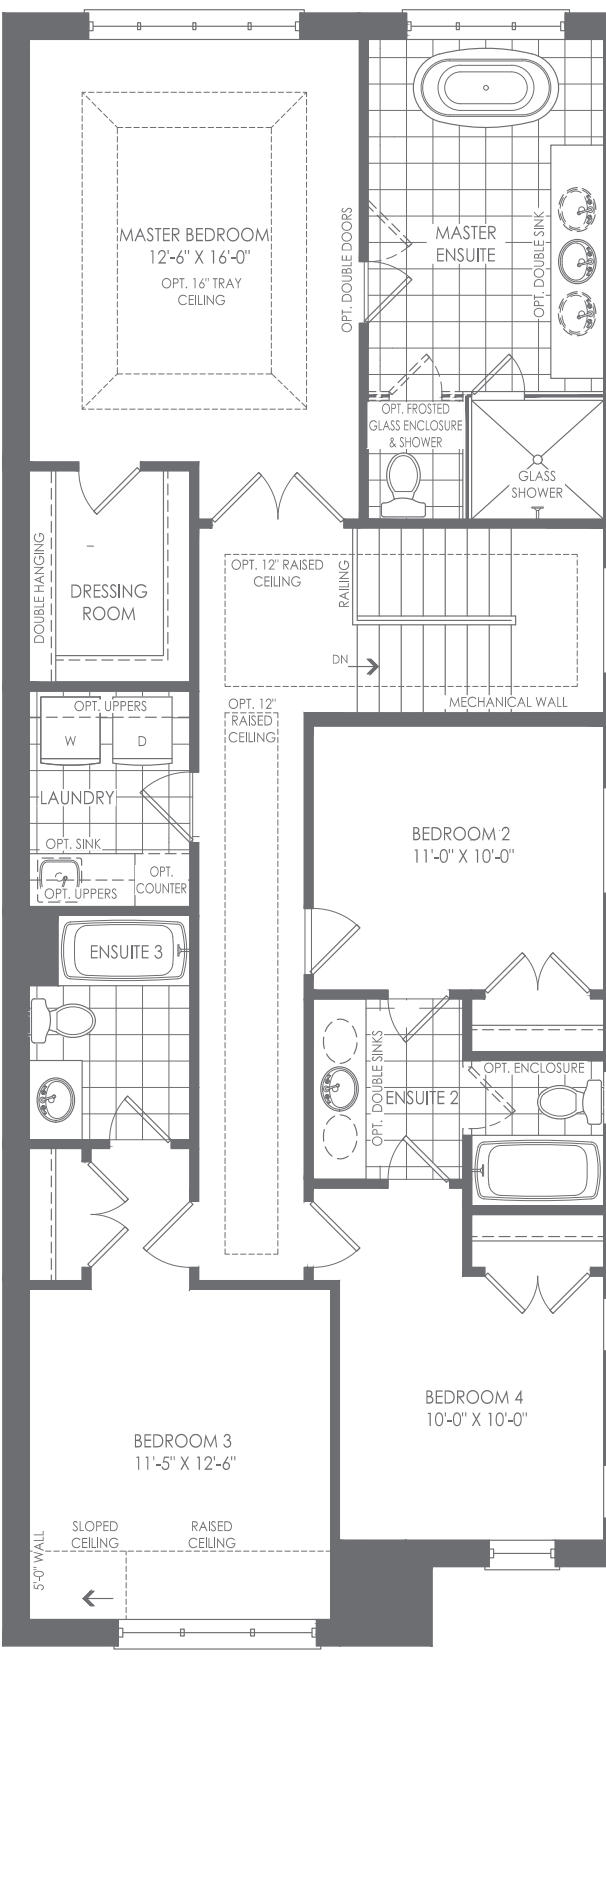 MASTER BEDROOM
12'-6" X 16'-0"
OPT. 16" TRAY
CEILING
OPT. DOUBLE DOORS
MASTER
ENSUITE
OPT. DOUBLE SINK
OPT. FROSTED
GLASS ENCLOSURE
& SHOWER
GLASS
SHOWER
DOUBLE HANGING
DRESSING
ROOM
OPT. 12" RAISED
CEILING
RAILING
DN
MECHANICAL WALL
OPT. UPPERS
W
D
LAUNDRY
OPT. SINK
OPT. UPPERS
OPT.
COUNTER
OPT. 12"
RAISED
CEILING
BEDROOM 2
11'-0" X 10'-0"
ENSUITE 3
OPT. DOUBLE SINKS
ENSUITE 2
OPT. ENCLOSURE
BEDROOM 4
10'-0" X 10'-0"
BEDROOM 3
11'-5" X 12'-6"
5'-0" WALL
SLOPED
CEILING
RAISED
CEILING